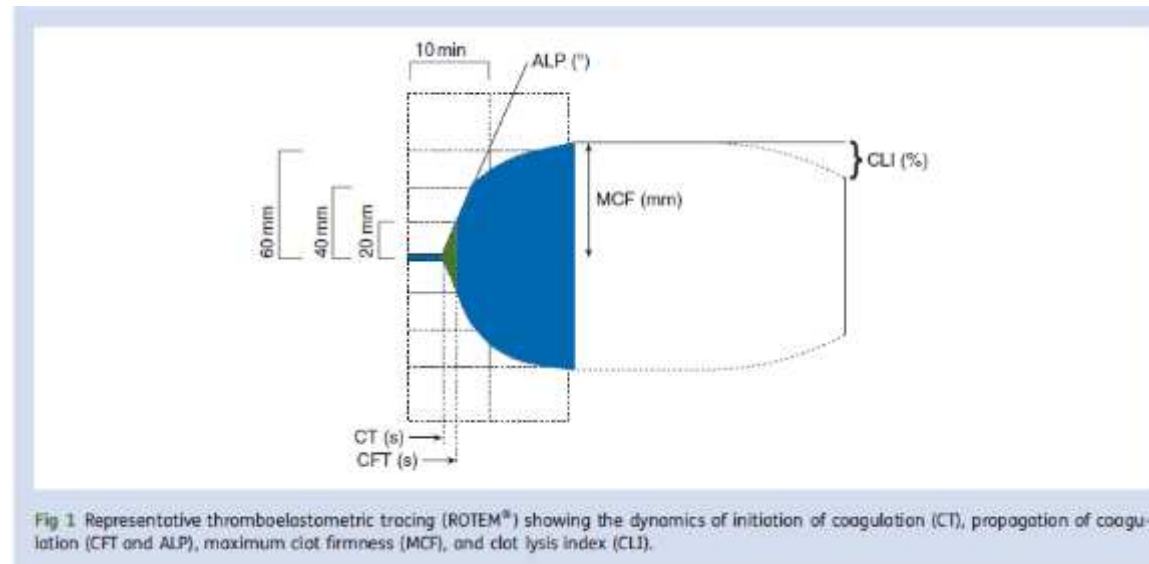 10 min
ALP (°)
60 mm
40 mm
20 mm
MCF (mm)
CLI (%)
CT (s)
CFT (s)
Fig 1 Representative thromboelastometric tracing (ROTEM®) showing the dynamics of initiation of coagulation (CT), propagation of coagu-
lation (CFT and ALP), maximum clot firmness (MCF), and clot lysis index (CLI).